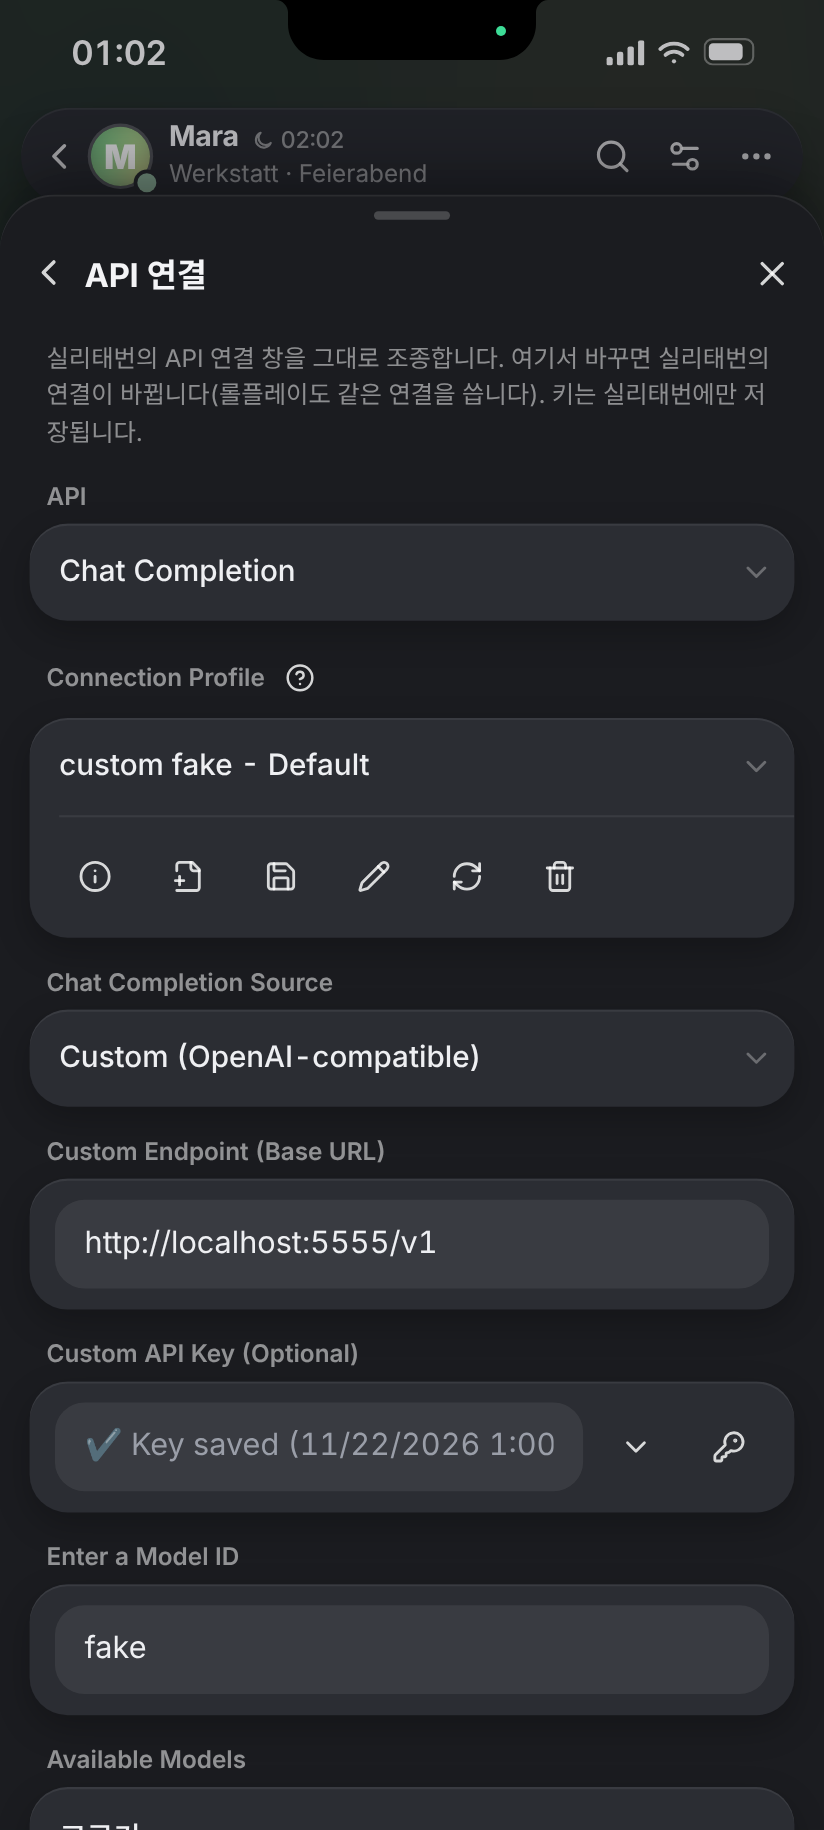 01:02
M
Mara 02:02
Werkstatt · Feierabend
API 연결
실리태번의 API 연결 창을 그대로 조종합니다. 여기서 바꾸면 실리태번의
연결이 바뀝니다(롤플레이도 같은 연결을 씁니다). 키는 실리태번에만 저
장됩니다.
API
Chat Completion
Connection Profile
custom fake - Default
Chat Completion Source
Custom (OpenAI-compatible)
Custom Endpoint (Base URL)
http://localhost:5555/v1
Custom API Key (Optional)
✔ Key saved (11/22/2026 1:00
Enter a Model ID
fake
Available Models